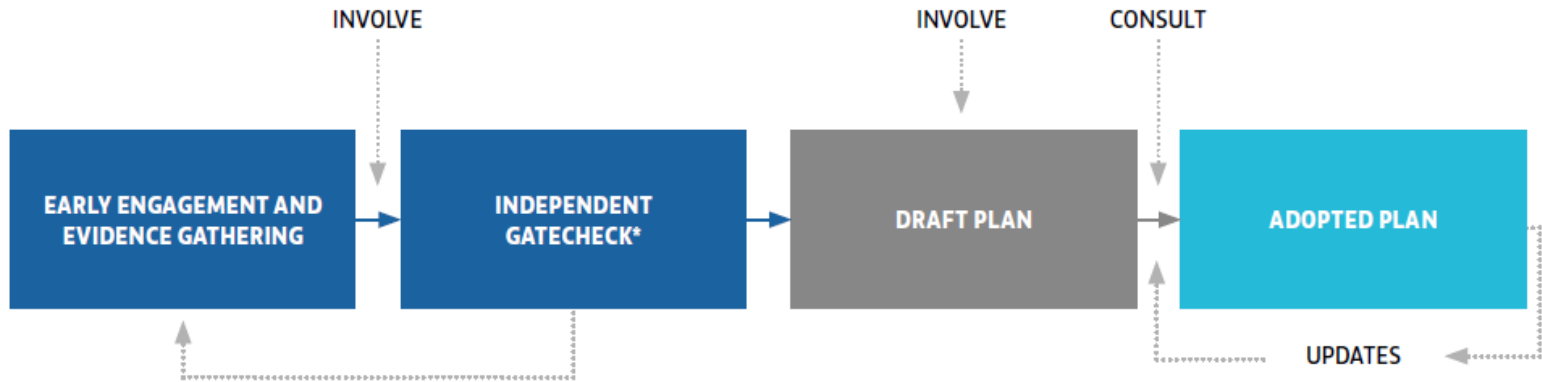 INVOLVE
INVOLVE
CONSULT
EARLY ENGAGEMENT AND
EVIDENCE GATHERING
INDEPENDENT
GATECHECK*
DRAFT PLAN
ADOPTED PLAN
UPDATES